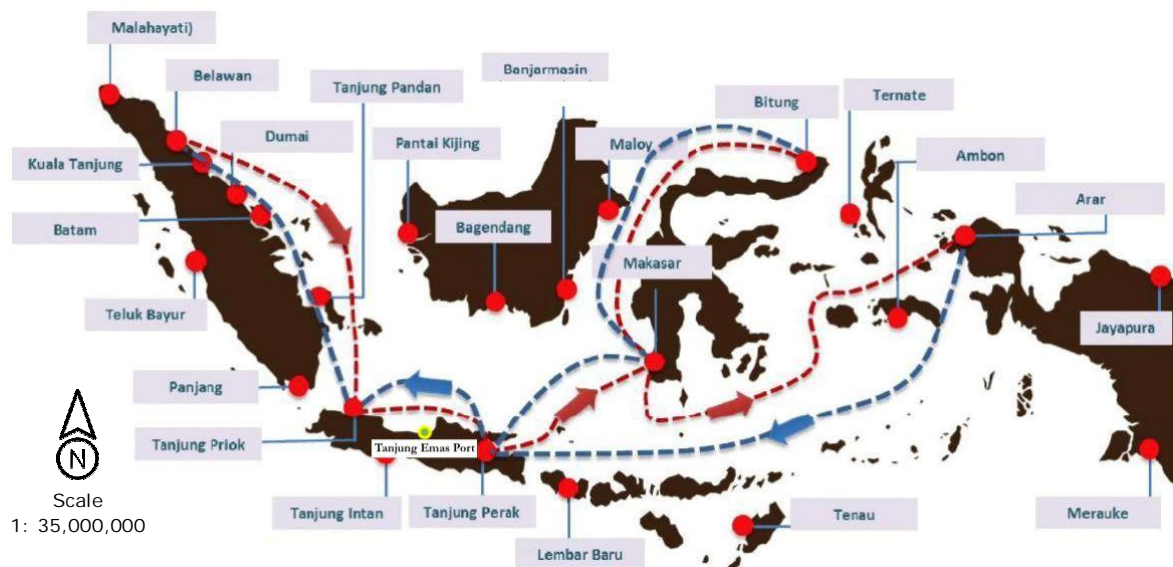 Malahayati)
Belawan
Tanjung Pandan
Banjarmasin
Bitung
Ternate
Dumai
Kuala Tanjung
Pantai Kijing
Maloy
Ambon
Arar
Batam
Bagendang
Makasar
Teluk Bayur
Jayapura
Panjang
Tanjung Priok
Tanjung Emas Port
N
Scale
1: 35,000,000
Tanjung Intan
Tanjung Perak
Lembar Baru
Tenau
Merauke